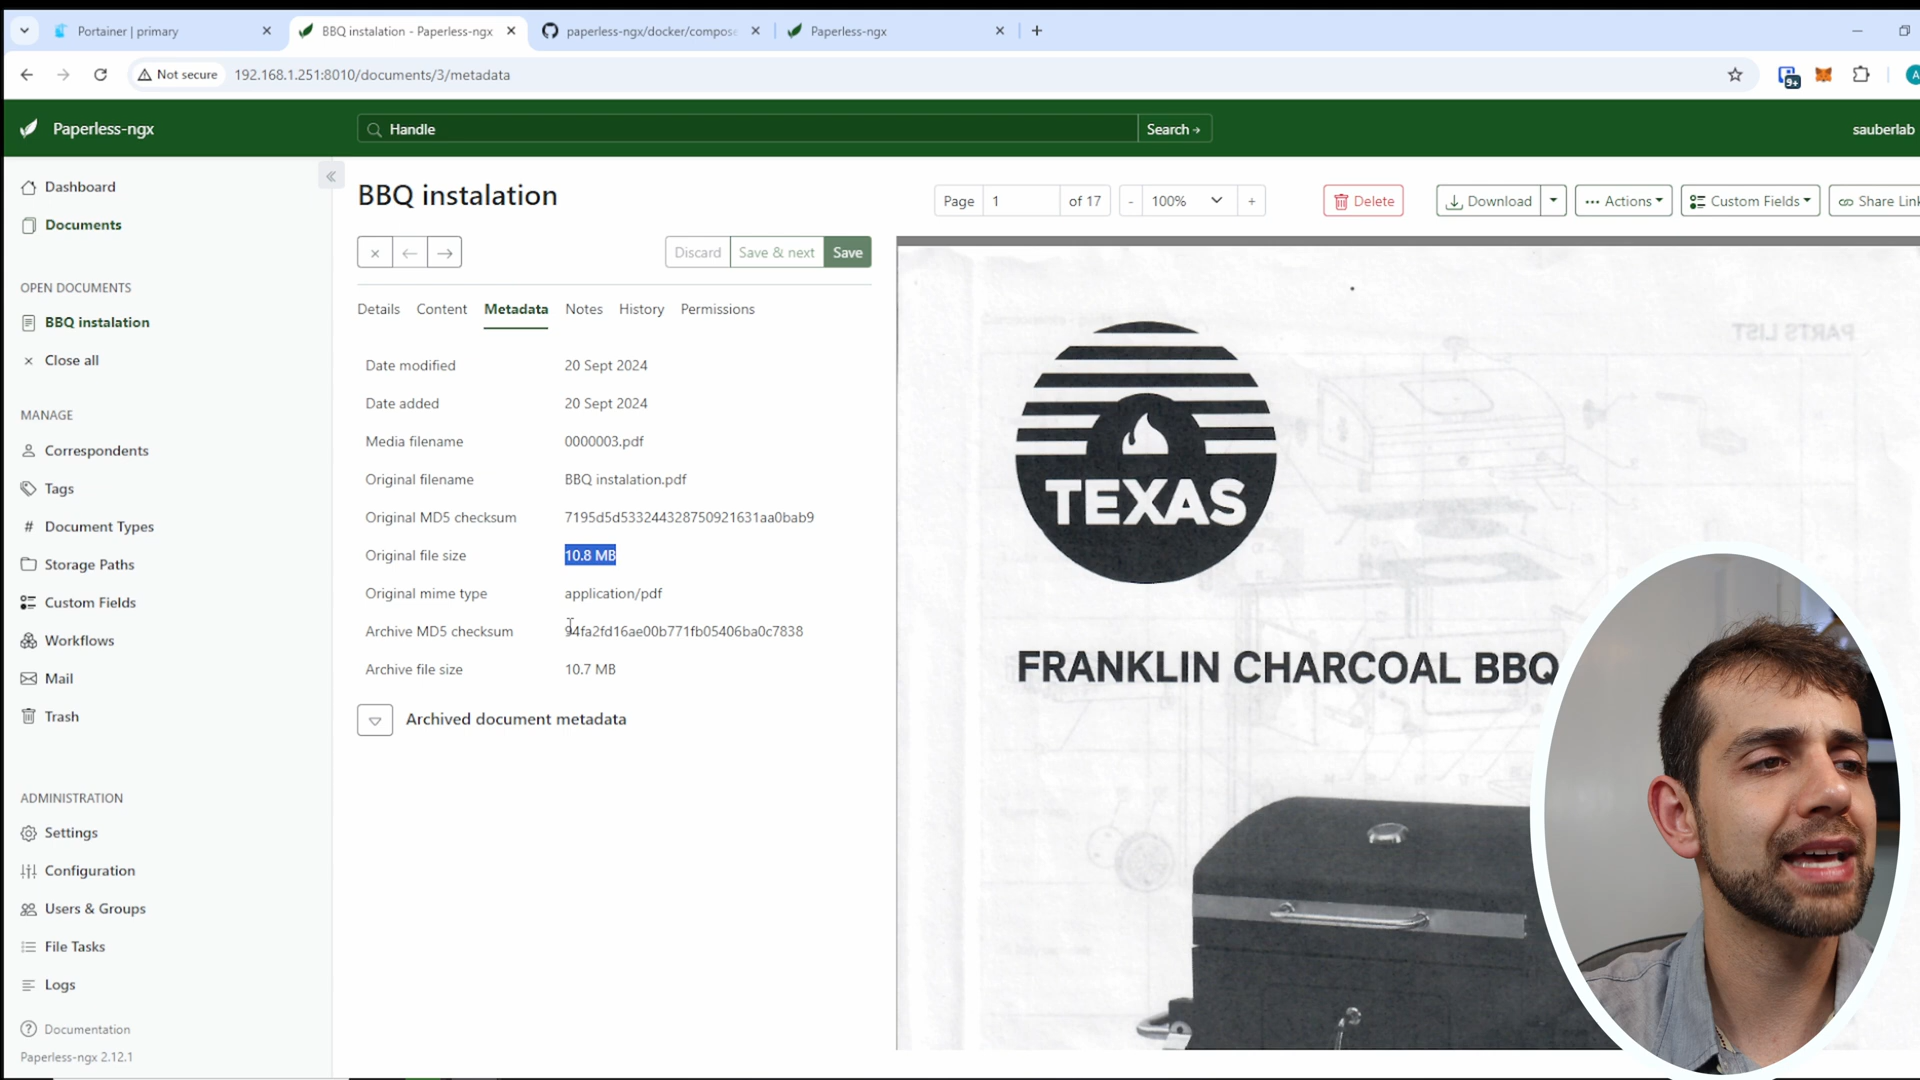 Portainer | primary
BBQ instalation - Paperless-ngx
paperless-ngx/docker/compose
Paperless-ngx
Not secure
192.168.1.251:8010/documents/3/metadata
9+
A
Paperless-ngx
Handle
Search
sauberlab
Dashboard
Documents
OPEN DOCUMENTS
BBQ instalation
Close all
MANAGE
Correspondents
Tags
Document Types
Storage Paths
Custom Fields
Workflows
Mail
Trash
ADMINISTRATION
Settings
Configuration
Users & Groups
File Tasks
Logs
Documentation
Paperless-ngx 2.12.1
BBQ instalation
Discard
Save & next
Save
Details
Content
Metadata
Notes
History
Permissions
Date modified 20 Sept 2024
Date added 20 Sept 2024
Media filename 0000003.pdf
Original filename BBQ instalation.pdf
Original MD5 checksum 7195d5d533244328750921631aa0bab9
Original file size 10.8 MB
Original mime type application/pdf
Archive MD5 checksum 94fa2fd16ae00b771fb05406ba0c7838
Archive file size 10.7 MB
Archived document metadata
Page 1 of 17
- 100% +
Delete
Download
Actions
Custom Fields
Share Link
PARTS LIST
TEXAS
FRANKLIN CHARCOAL BBQ